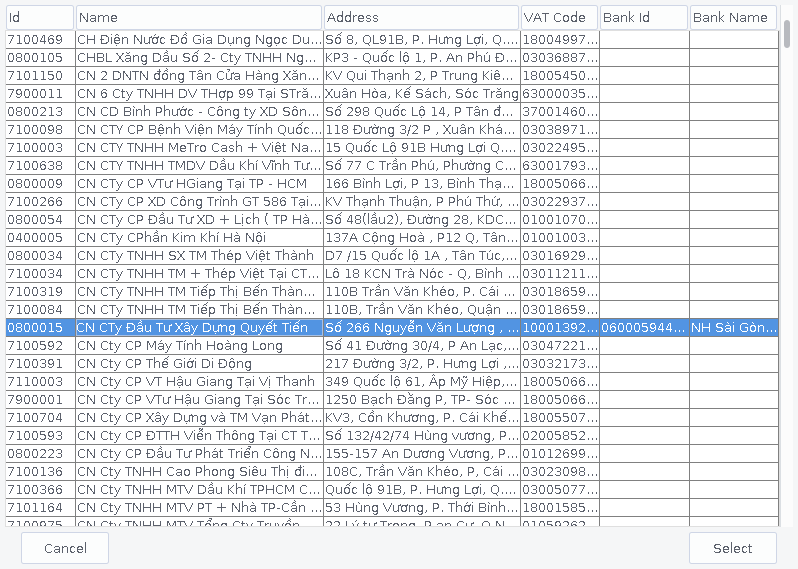 Id Name Address VAT Code Bank Id Bank Name
7100469 CH Điện Nước Đồ Gia Dụng Ngọc Du... Số 8, QL91B, P. Hưng Lợi, Q.... 18004997...
0800105 CHBL Xăng Dầu Số 2- Cty TNHH Ng... KP3 - Quốc lộ 1, P. An Phú Đ... 03036887...
7101150 CN 2 DNTN đồng Tân Cửa Hàng Xăn... KV Qui Thạnh 2, P Trung Kiê... 18005450...
7900011 CN 6 Cty TNHH DV THợp 99 Tại STră... Xuân Hòa, Kế Sách, Sóc Trăng 63000035...
0800213 CN CD Bình Phước - Công ty XD Sôn... Số 298 Quốc Lộ 14, P Tân đ... 37001460...
7100098 CN CTY CP Bệnh Viện Máy Tính Quốc... 118 Đường 3/2 P , Xuân Khá... 03038971...
7100003 CN CTY TNHH MeTro Cash + Việt Na... 15 Quốc Lộ 91B Hưng Lợi Q... 03022495...
7100638 CN CTY TNHH TMDV Dầu Khí Vĩnh Tư... Số 77 C Trần Phú, Phường C... 63001793...
0800009 CN CTy CP VTư HGiang Tại TP - HCM 166 Bình Lợi, P 13, Bình Thạ... 18005066...
7100266 CN CTy CP XD Công Trình GT 586 Tại... KV Thạnh Thuận, P Phú Thứ, ... 03022937...
0800054 CN CTy CP Đầu Tư XD + Lịch ( TP Hà... Số 48(lầu2), Đường 28, KDC... 01001070...
0400005 CN CTy CPhần Kim Khí Hà Nội 137A Cộng Hoà , P12 Q, Tân... 01001003...
0800034 CN CTy TNHH SX TM Thép Việt Thành D7 /15 Quốc lộ 1A , Tân Túc,... 03016929...
7100034 CN CTy TNHH TM + Thép Việt Tại CT... Lô 18 KCN Trà Nóc - Q, Bình ... 03011211...
7100319 CN CTy TNHH TM Tiếp Thị Bến Thàn... 110B Trần Văn Khéo, P. Cái ... 03018659...
7100084 CN CTy TNHH TM Tiếp Thị Bến Thàn... 110B, Trần Văn Khéo, Quận ... 03018659...
0800015 CN CTy Đầu Tư Xây Dựng Quyết Tiến Số 266 Nguyễn Văn Lượng , ... 10001392... 060005944... NH Sài Gòn...
7100592 CN Cty CP Máy Tính Hoàng Long Số 41 Đường 30/4, P An Lạc,... 03047221...
7100391 CN Cty CP Thế Giới Di Động 217 Đường 3/2, P. Hưng Lợi ,... 03032173...
7110003 CN Cty CP VT Hậu Giang Tại Vị Thanh 349 Quốc lộ 61, Ấp Mỹ Hiệp,... 18005066...
7900001 CN Cty CP VTư Hậu Giang Tại Sóc Tr... 1250 Bạch Đằng P, TP- Sóc ... 18005066...
7100704 CN Cty CP Xây Dựng và TM Vạn Phát... KV3, Cồn Khương, P. Cái Khế... 18005507...
7100593 CN Cty CP ĐTTH Viễn Thông Tại CT T... Số 132/42/74 Hùng vương, P... 02005852...
0800223 CN Cty CP Đầu Tư Phát Triển Công N... 155-157 An Dương Vương, P... 01012699...
7100136 CN Cty TNHH Cao Phong Siêu Thị đi... 108C, Trần Văn Khéo, P, Cái ... 03023098...
7100366 CN Cty TNHH MTV Dầu Khí TPHCM C... Quốc lộ 91B, P. Hưng Lợi, Q.... 03005077...
7101164 CN Cty TNHH MTV PT + Nhà TP-Cần ... 53 Hùng Vương, P. Thới Bình... 18001585...
7100975 CN Cty TNHH MTV Tổng Cty Truyền... 22 Lý tự Trọng, P an Cư, Q N... 01059262...
Cancel Select